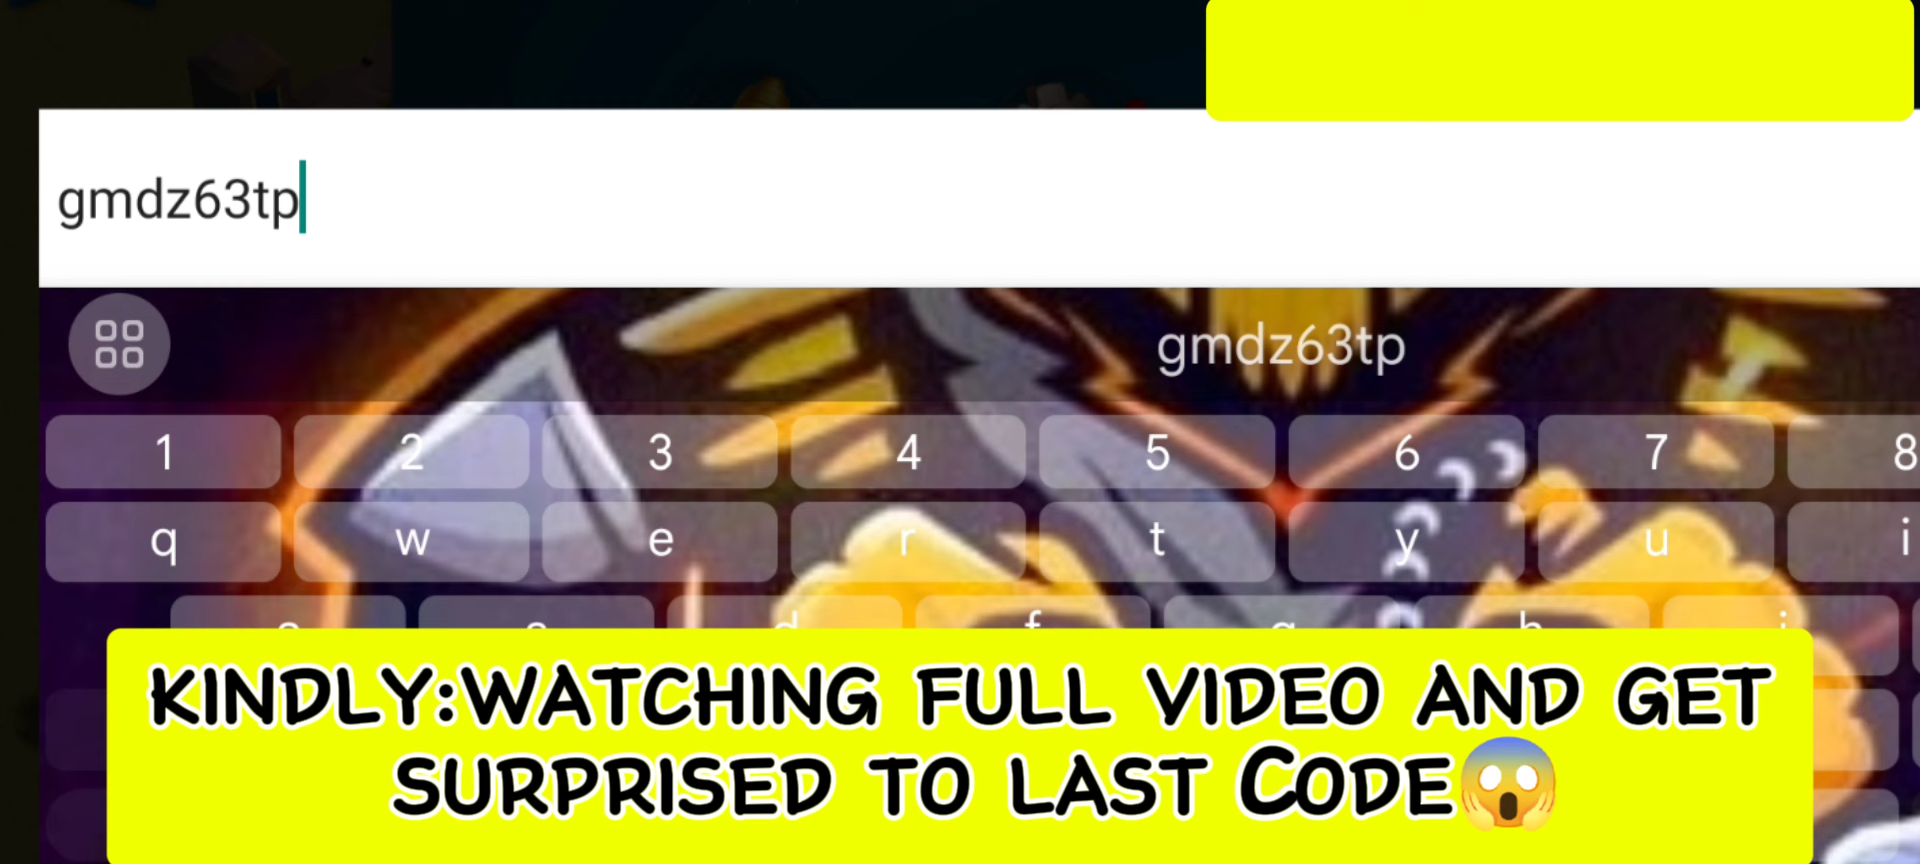 gmdz63tp
gmdz63tp
1 2 3 4 5 6 7 8
q w e r t y u i
d f g h j
KINDLY:WATCHING FULL VIDEO AND GET
SURPRISED TO LAST CODE😱